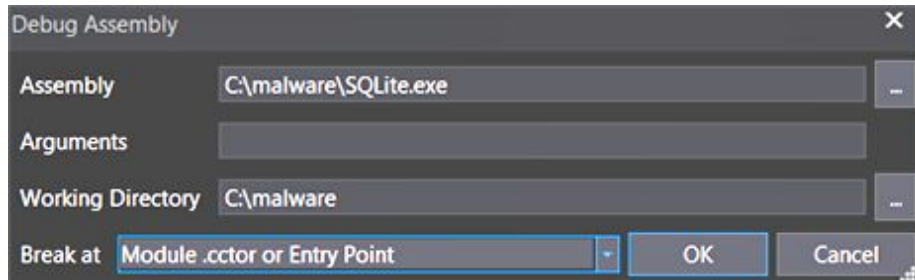 Debug Assembly
Assembly C:\malware\SQLite.exe ...
Arguments
Working Directory C:\malware ...
Break at Module .cctor or Entry Point OK Cancel